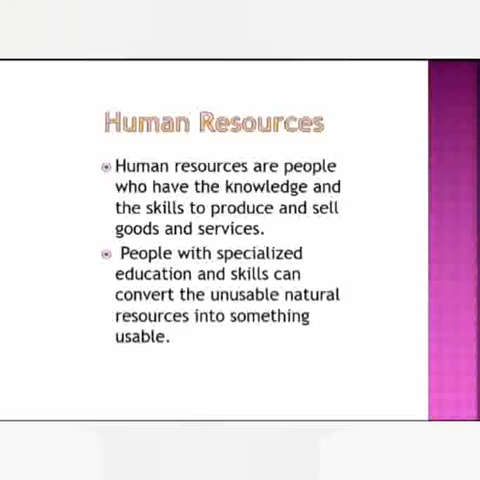 Human Resources
Human resources are people
who have the knowledge and
the skills to produce and sell
goods and services.
People with specialized
education and skills can
convert the unusable natural
resources into something
usable.